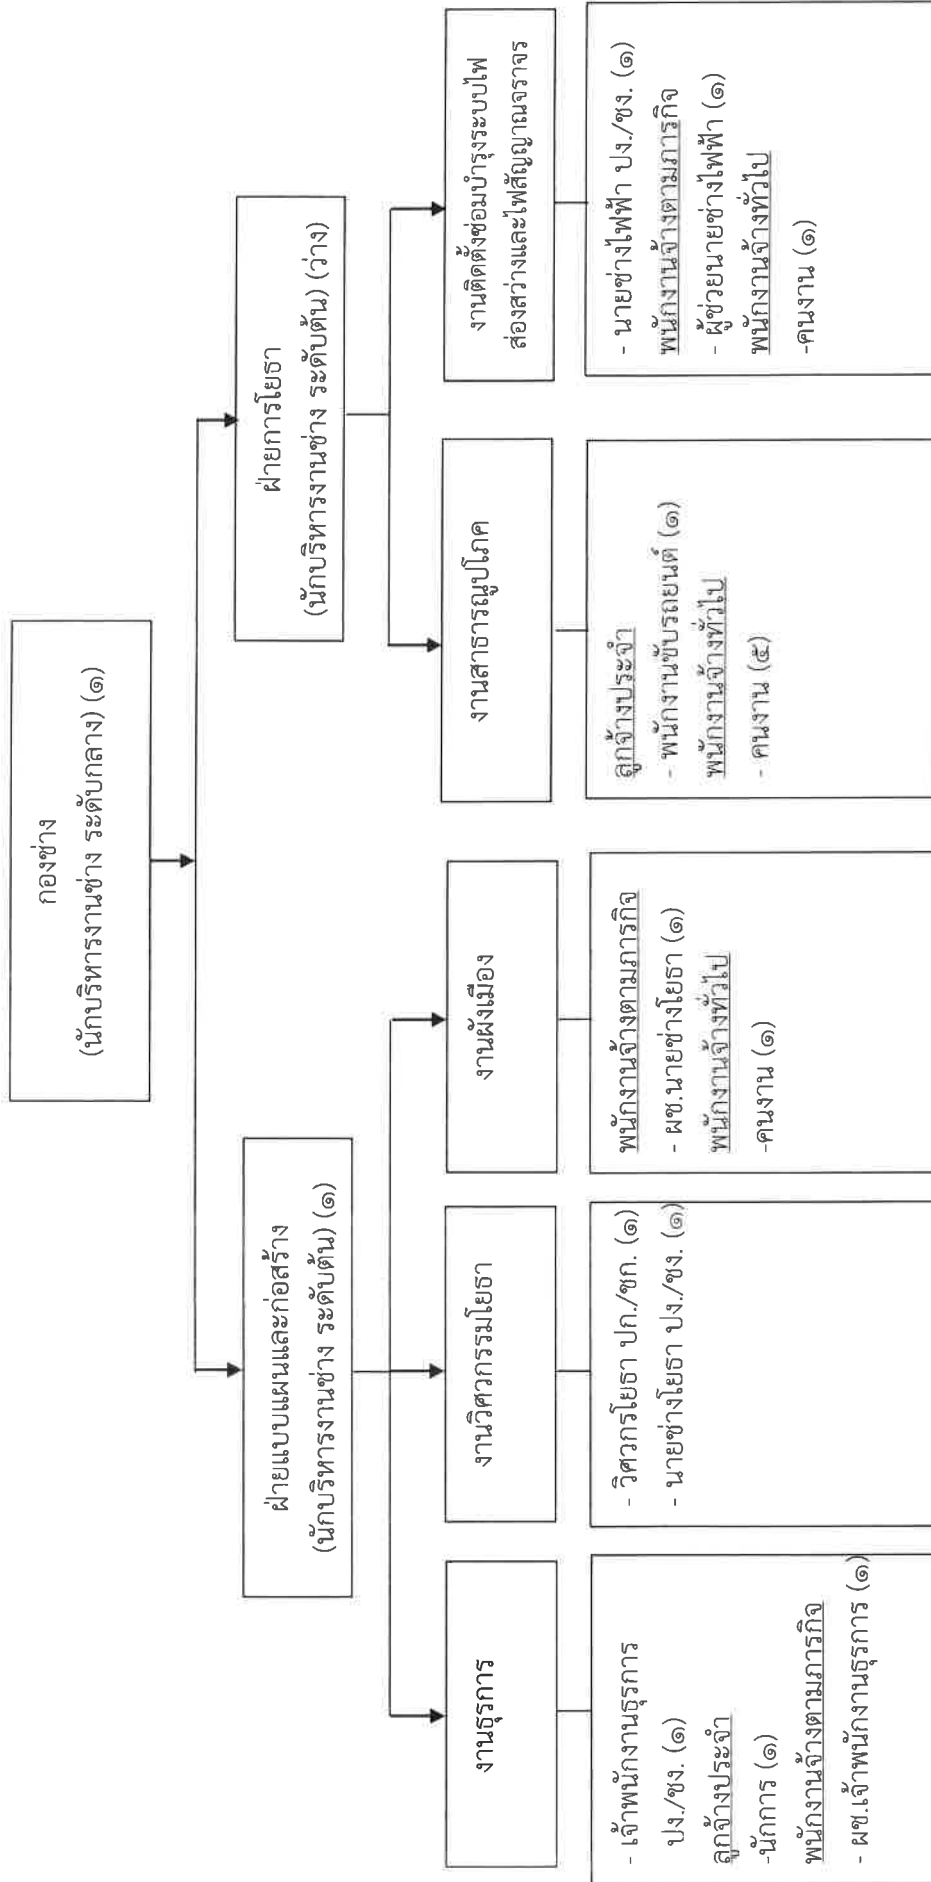 กองช่าง
(นักบริหารงานช่าง ระดับกลาง) (๑)
ฝ่ายแบบแผนและก่อสร้าง
(นักบริหารงานช่าง ระดับต้น) (๑)
ฝ่ายการโยธา
(นักบริหารงานช่าง ระดับต้น) (ว่าง)
งานธุรการ
- เจ้าพนักงานธุรการ
ปง./ชง. (๑)
ลูกจ้างประจำ
-นักการ (๑)
พนักงานจ้างตามภารกิจ
- ผช.เจ้าพนักงานธุรการ (๑)
งานวิศวกรรมโยธา
- วิศวกรโยธา ปก./ชก. (๑)
- นายช่างโยธา ปง./ชง. (๑)
งานผังเมือง
พนักงานจ้างตามภารกิจ
- ผช.นายช่างโยธา (๑)
พนักงานจ้างทั่วไป
-คนงาน (๑)
งานสาธารณูปโภค
ลูกจ้างประจำ
- พนักงานขับรถยนต์ (๑)
พนักงานจ้างทั่วไป
- คนงาน (๕)
งานติดตั้งซ่อมบำรุงระบบไฟ
ส่องสว่างและไฟสัญญาณจราจร
- นายช่างไฟฟ้า ปง./ชง. (๑)
พนักงานจ้างตามภารกิจ
- ผู้ช่วยนายช่างไฟฟ้า (๑)
พนักงานจ้างทั่วไป
-คนงาน (๑)